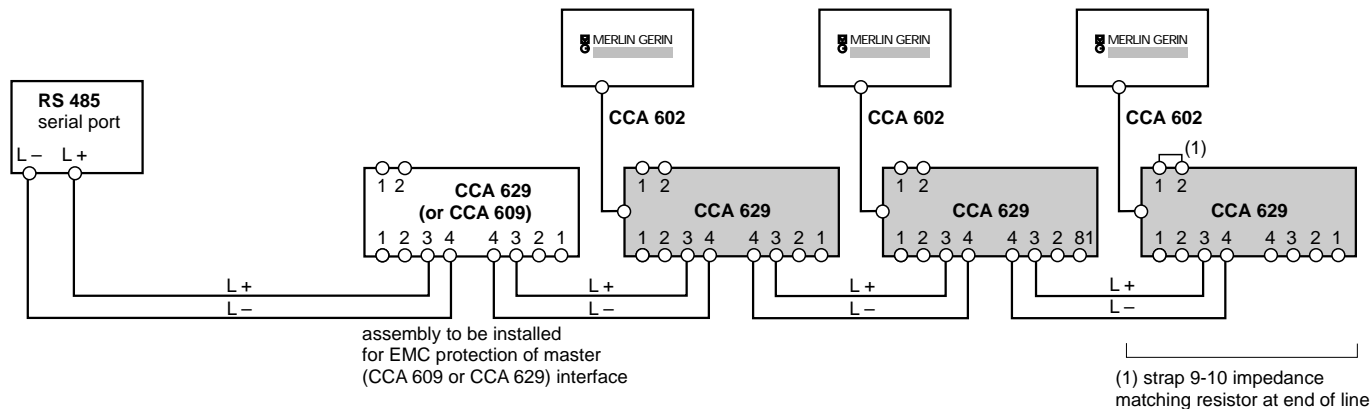 MERLIN GERIN MERLIN GERIN MERLIN GERIN
RS 485
serial port
L – L +
CCA 602 CCA 602 CCA 602
(1)
1 2 1 2 1 2 1 2
CCA 629
(or CCA 609)
CCA 629 CCA 629 CCA 629
1 2 3 4 4 3 2 1 1 2 3 4 4 3 2 1 1 2 3 4 4 3 2 81 1 2 3 4 4 3 2 1
L + L + L + L +
L – L – L – L –
assembly to be installed
for EMC protection of master
(CCA 609 or CCA 629) interface
(1) strap 9-10 impedance
matching resistor at end of line